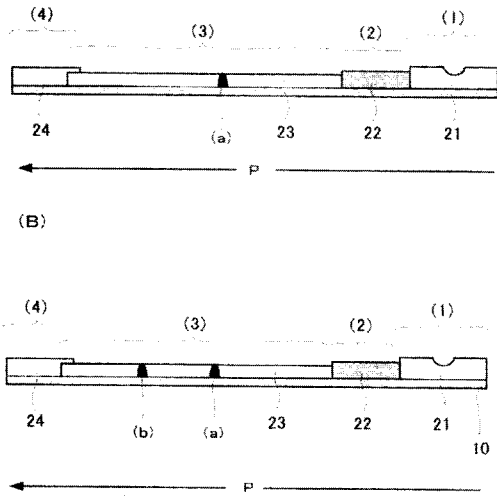 (4) (3) (2) (1)
24 (a) 23 22 21
P
(B)
(4) (3) (2) (1)
24 (b) (a) 23 22 21 10
P